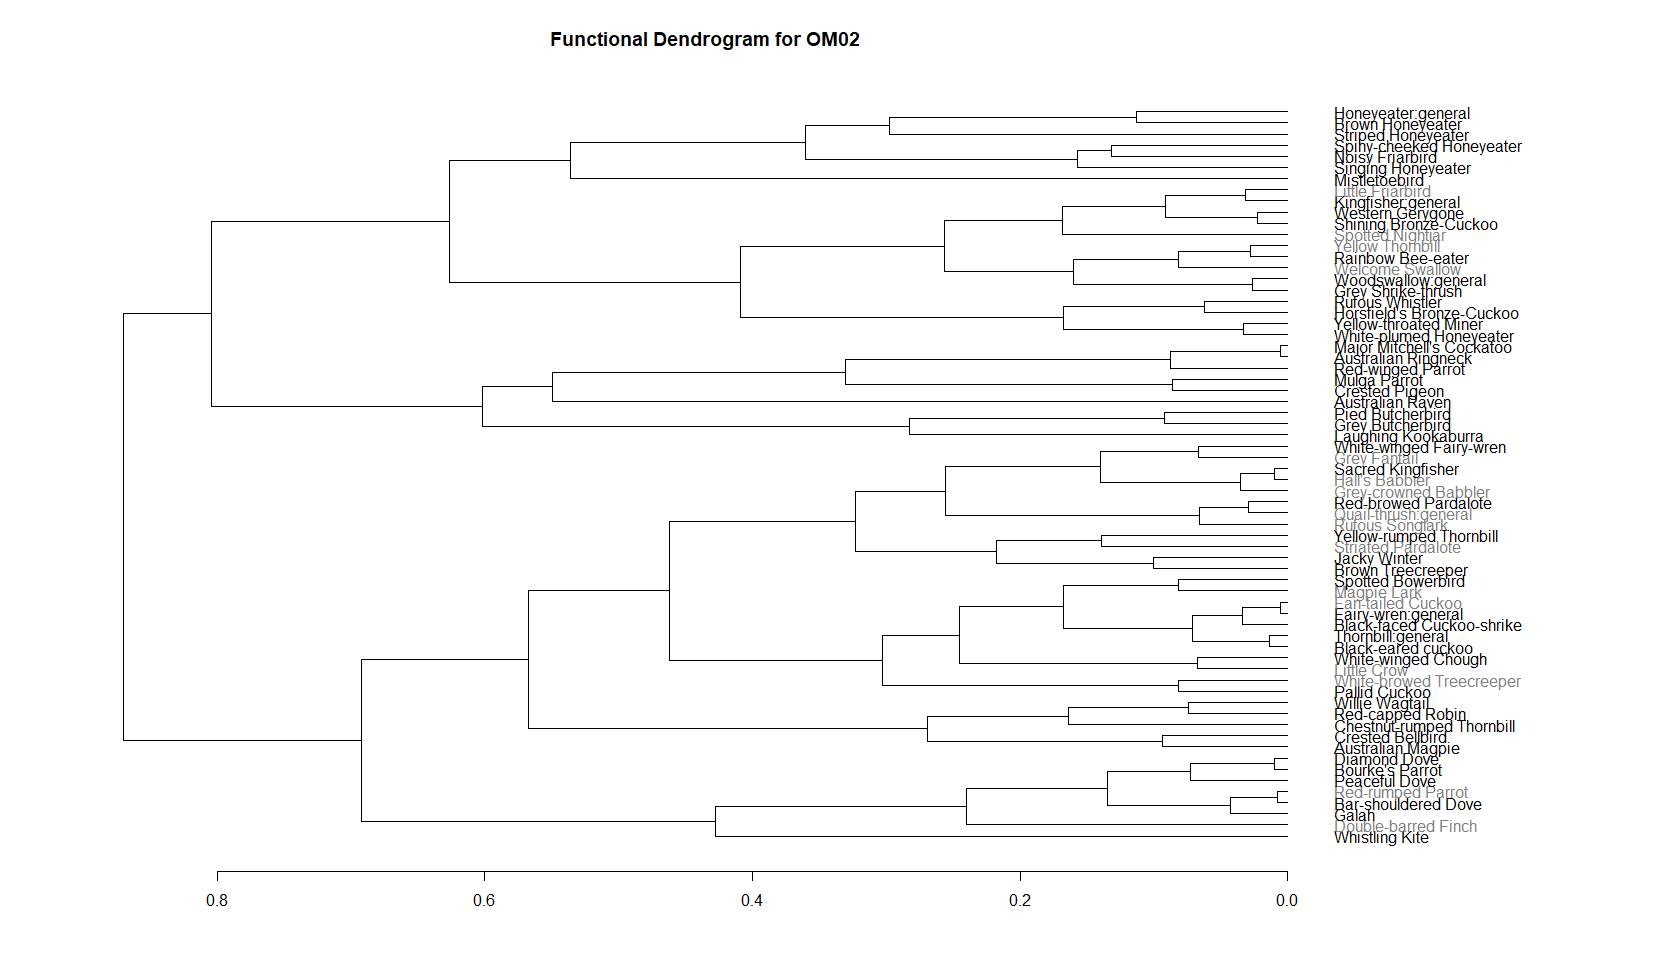 Functional Dendrogram for OM02
Honeyeater:general
Brown Honeyeater
Striped Honeyeater
Spiny-cheeked Honeyeater
Noisy Friarbird
Singing Honeyeater
Mistletoebird
Little Friarbird
Kingfisher:general
Western Gerygone
Shining Bronze-Cuckoo
Spotted Nightjar
Yellow Thornbill
Rainbow Bee-eater
Welcome Swallow
Woodswallow:general
Grey Shrike-thrush
Rufous Whistler
Horsfield's Bronze-Cuckoo
Yellow-throated Miner
White-plumed Honeyeater
Major Mitchell's Cockatoo
Australian Ringneck
Red-winged Parrot
Mulga Parrot
Crested Pigeon
Australian Raven
Pied Butcherbird
Grey Butcherbird
Laughing Kookaburra
White-winged Fairy-wren
Grey Fantail
Sacred Kingfisher
Hall's Babbler
Grey-crowned Babbler
Red-browed Pardalote
Quail-thrush:general
Rufous Songlark
Yellow-rumped Thornbill
Striated Pardalote
Jacky Winter
Brown Treecreeper
Spotted Bowerbird
Magpie Lark
Fan-tailed Cuckoo
Fairy-wren:general
Black-faced Cuckoo-shrike
Thornbill:general
Black-eared cuckoo
White-winged Chough
Little Crow
White-browed Treecreeper
Pallid Cuckoo
Willie Wagtail
Red-capped Robin
Chestnut-rumped Thornbill
Crested Bellbird
Australian Magpie
Diamond Dove
Bourke's Parrot
Peaceful Dove
Red-rumped Parrot
Bar-shouldered Dove
Galah
Double-barred Finch
Whistling Kite
0.8 0.6 0.4 0.2 0.0